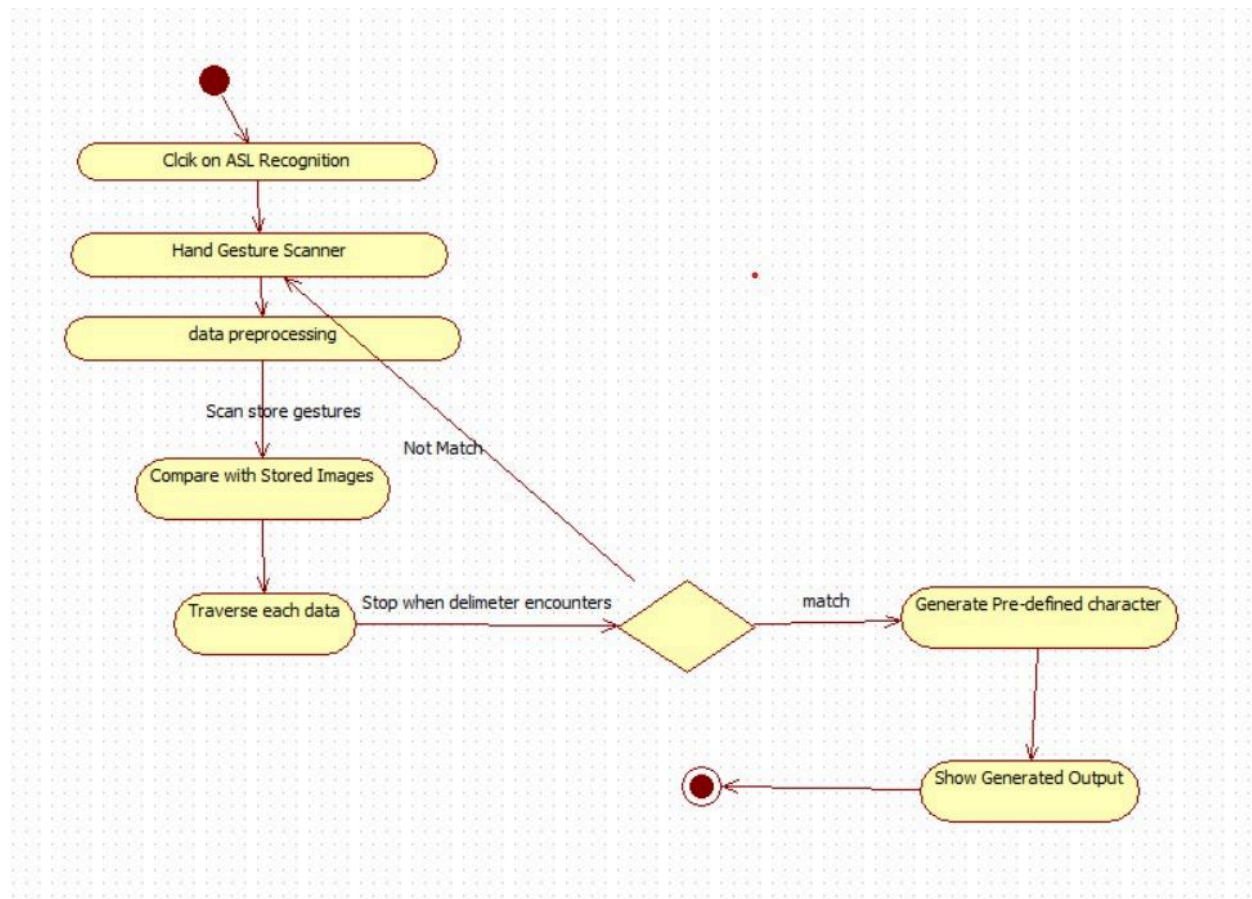 Clcik on ASL Recognition
Hand Gesture Scanner
data preprocessing
Scan store gestures
Not Match
Compare with Stored Images
Traverse each data
Stop when delimeter encounters
match
Generate Pre-defined character
Show Generated Output